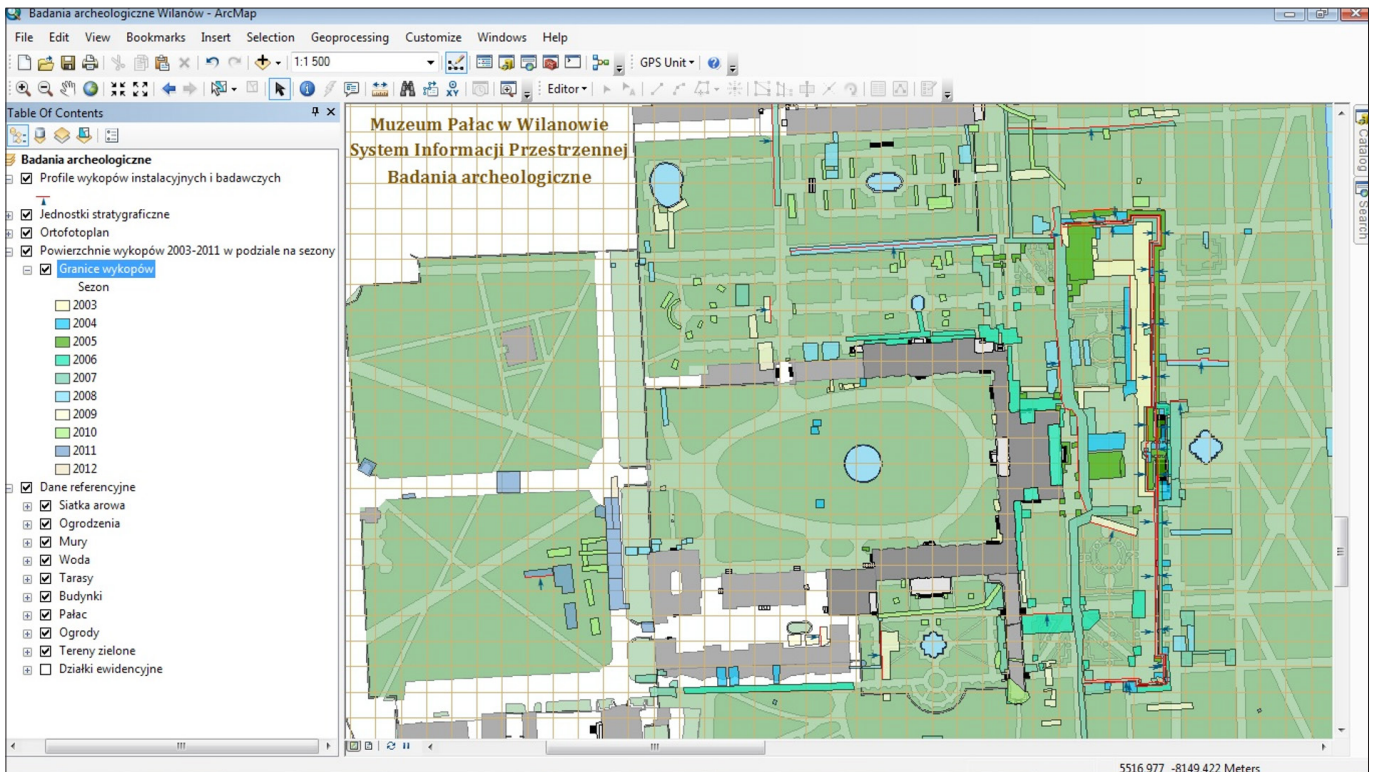 Badania archeologiczne Wilanów - ArcMap
File Edit View Bookmarks Insert Selection Geoprocessing Customize Windows Help
1:1 500
GPS Unit
Editor
Table Of Contents
Badania archeologiczne
Profile wykopów instalacyjnych i badawczych
Jednostki stratygraficzne
Ortofotoplan
Powierzchnie wykopów 2003-2011 w podziale na sezony
Granice wykopów
Sezon
2003
2004
2005
2006
2007
2008
2009
2010
2011
2012
Dane referencyjne
Siatka arowa
Ogrodzenia
Mury
Woda
Tarasy
Budynki
Pałac
Ogrody
Tereny zielone
Działki ewidencyjne
Muzeum Pałac w Wilanowie
System Informacji Przestrzennej
Badania archeologiczne
Catalog
Search
5516,977 -8149,422 Meters